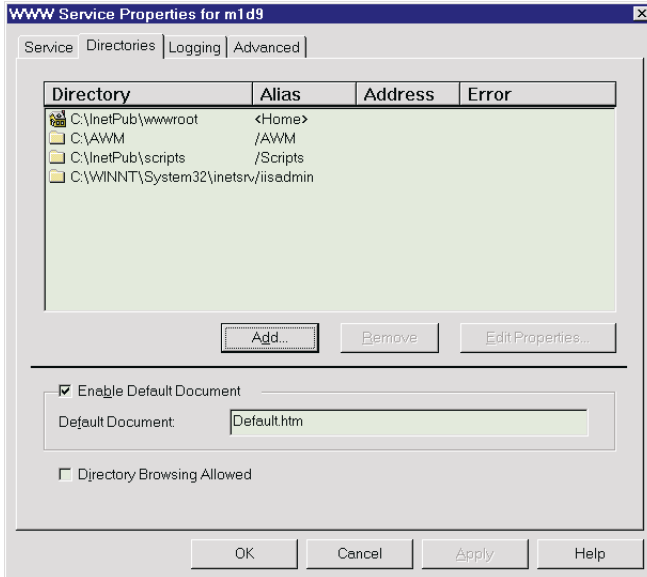 WWW Service Properties for m1d9
Service Directories Logging Advanced
Directory Alias Address Error
C:\InetPub\wwwroot <Home>
C:\AWM /AWM
C:\InetPub\scripts /Scripts
C:\WINNT\System32\inetsrv/iisadmin
Add... Remove Edit Properties...
Enable Default Document
Default Document: Default.htm
Directory Browsing Allowed
OK Cancel Apply Help